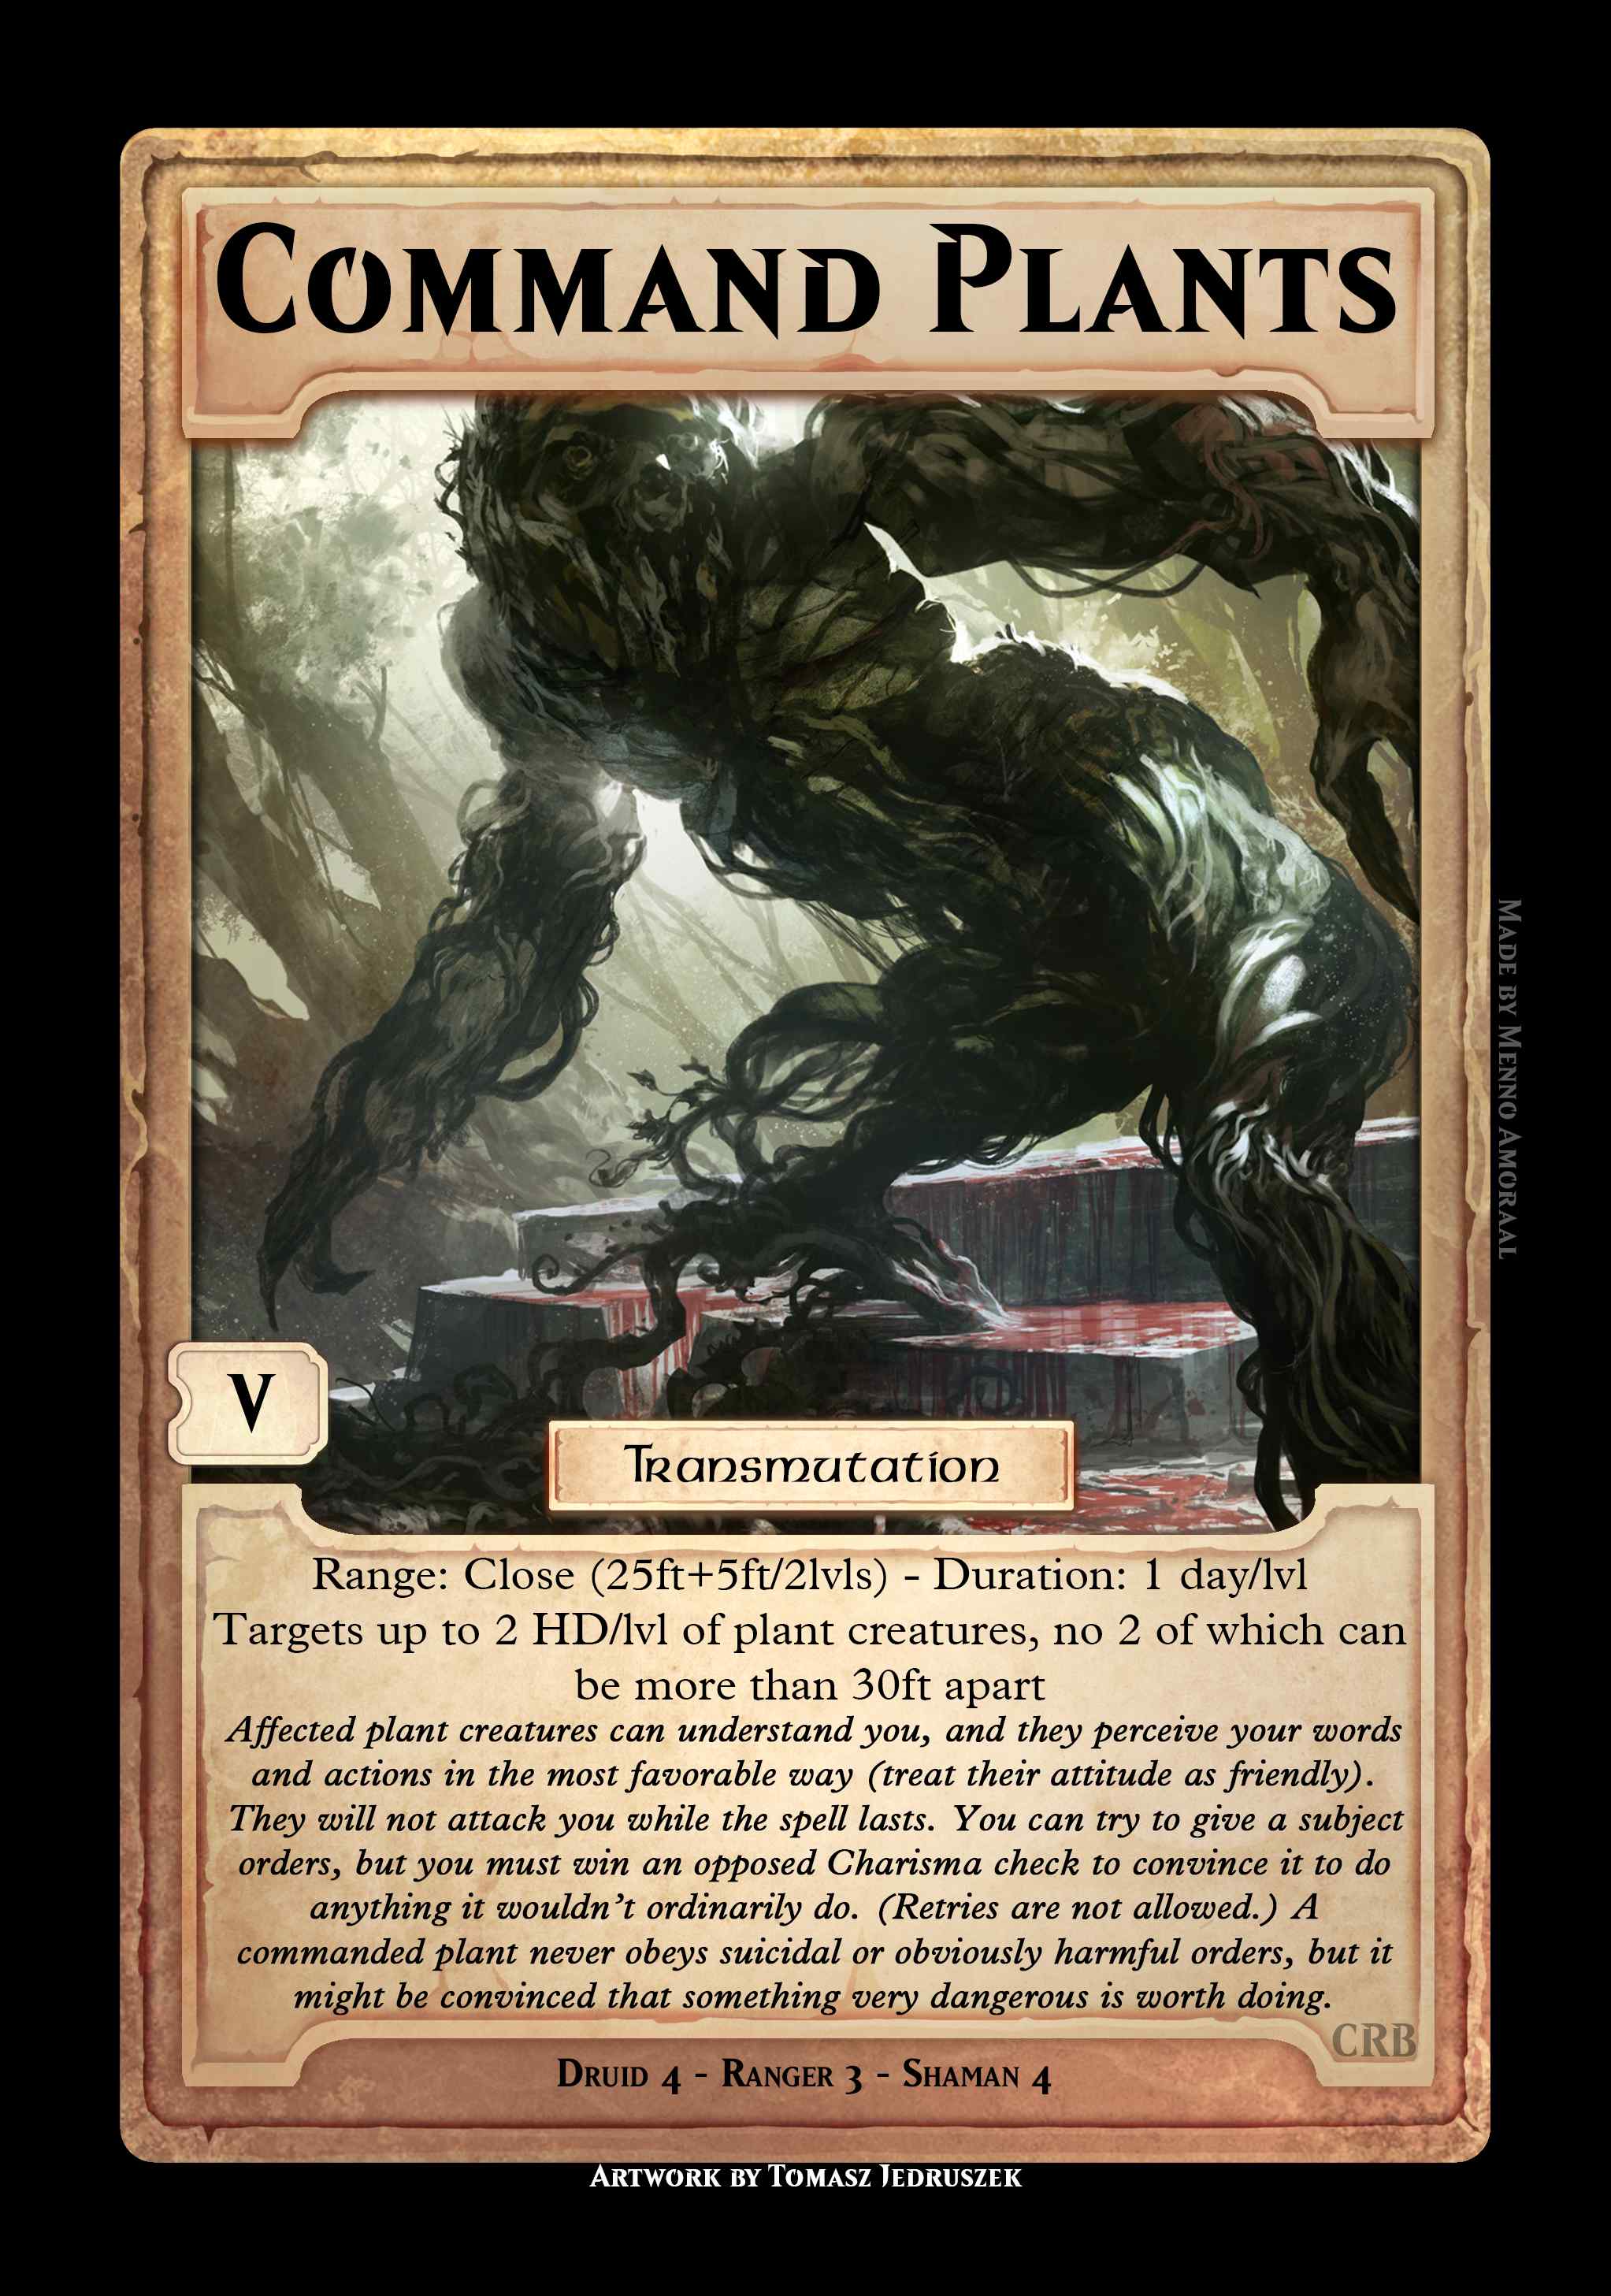 Command Plants
Made by Menno Amoraal
V
Transmutation
Range: Close (25ft+5ft/2lvls) - Duration: 1 day/lvl
Targets up to 2 HD/lvl of plant creatures, no 2 of which can
be more than 30ft apart
Affected plant creatures can understand you, and they perceive your words
and actions in the most favorable way (treat their attitude as friendly).
They will not attack you while the spell lasts. You can try to give a subject
orders, but you must win an opposed Charisma check to convince it to do
anything it wouldn't ordinarily do. (Retries are not allowed.) A
commanded plant never obeys suicidal or obviously harmful orders, but it
might be convinced that something very dangerous is worth doing.
CRB
Druid 4 - Ranger 3 - Shaman 4
Artwork by Tomasz Jedruszek